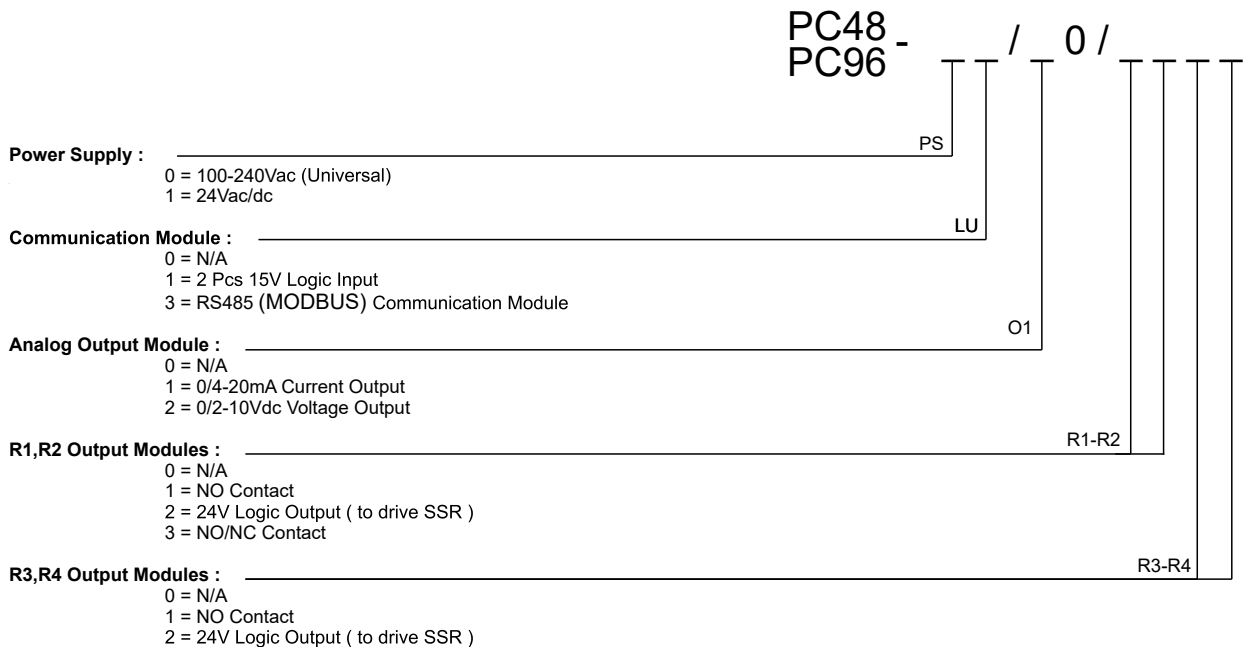 PC48
PC96 - _ _ / _ 0 / _ _ _ _
PS
Power Supply :
0 = 100-240Vac (Universal)
1 = 24Vac/dc
LU
Communication Module :
0 = N/A
1 = 2 Pcs 15V Logic Input
3 = RS485 (MODBUS) Communication Module
O1
Analog Output Module :
0 = N/A
1 = 0/4-20mA Current Output
2 = 0/2-10Vdc Voltage Output
R1-R2
R1,R2 Output Modules :
0 = N/A
1 = NO Contact
2 = 24V Logic Output ( to drive SSR )
3 = NO/NC Contact
R3-R4
R3,R4 Output Modules :
0 = N/A
1 = NO Contact
2 = 24V Logic Output ( to drive SSR )